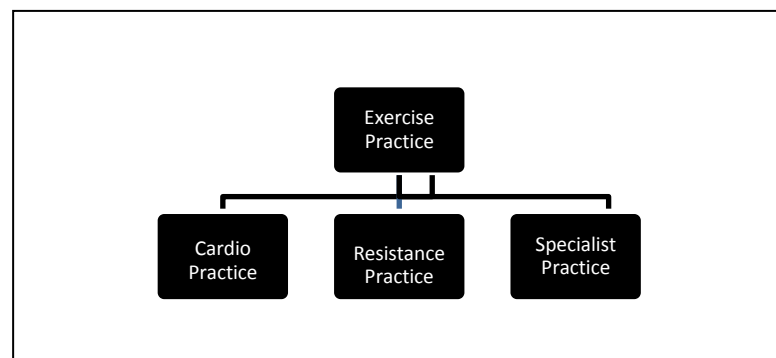 Exercise
Practice
Cardio
Practice
Resistance
Practice
Specialist
Practice